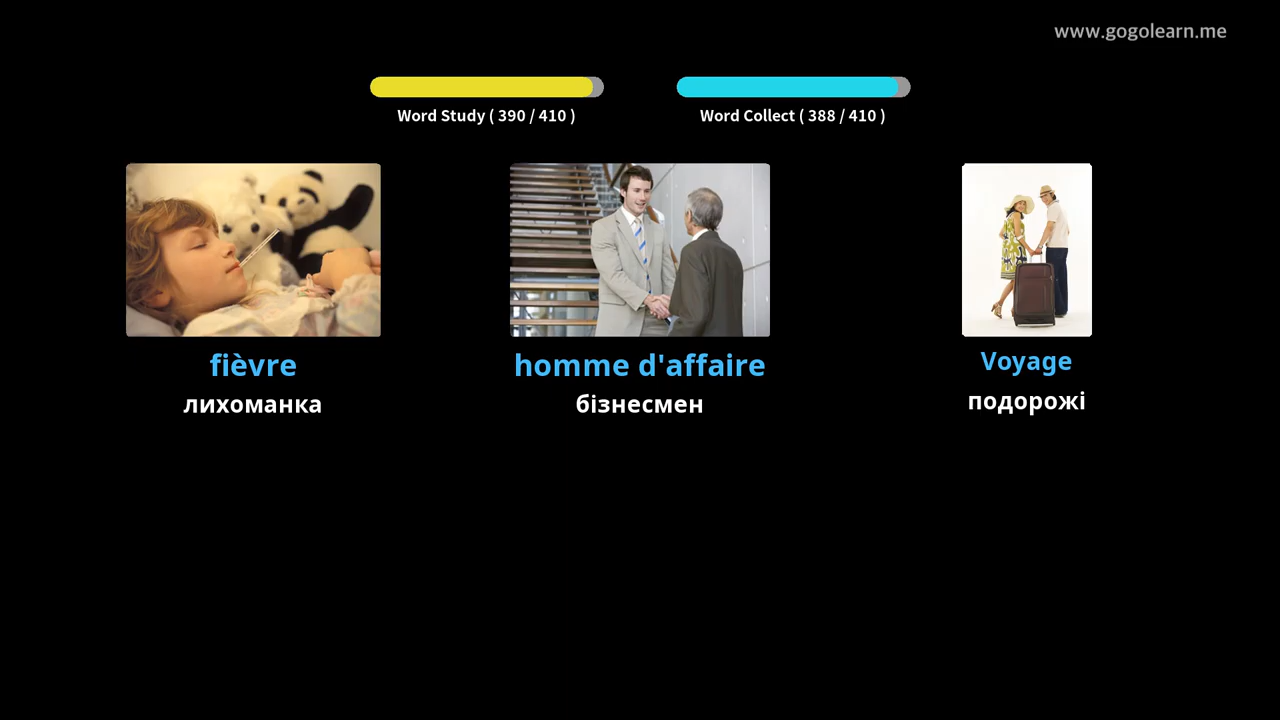 www.gogolearn.me
Word Study ( 390 / 410 )
Word Collect ( 388 / 410 )
fièvre
лихоманка
homme d'affaire
бізнесмен
Voyage
подорожі